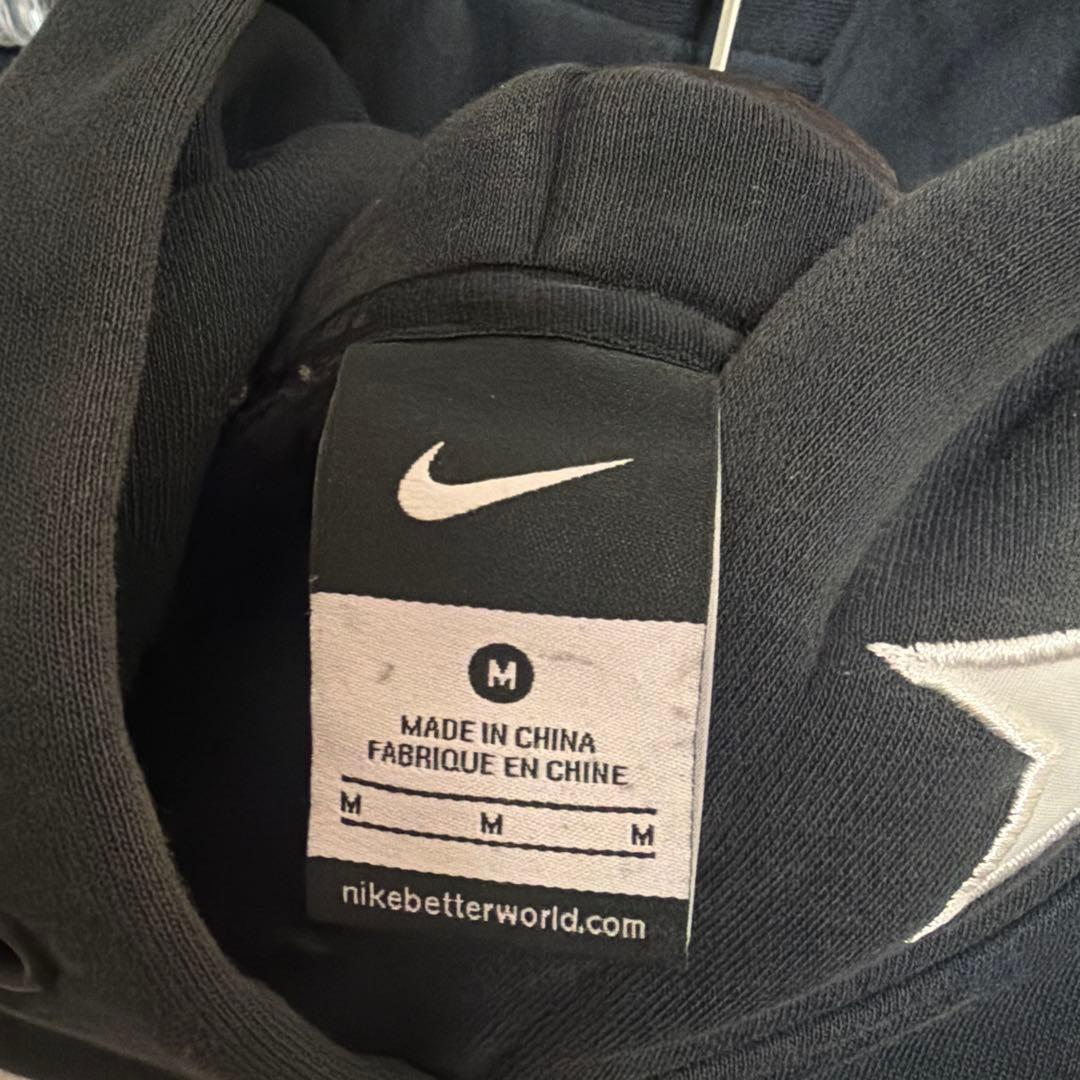 M
MADE IN CHINA
FABRIQUE EN CHINE
M M M
nikebetterworld.com